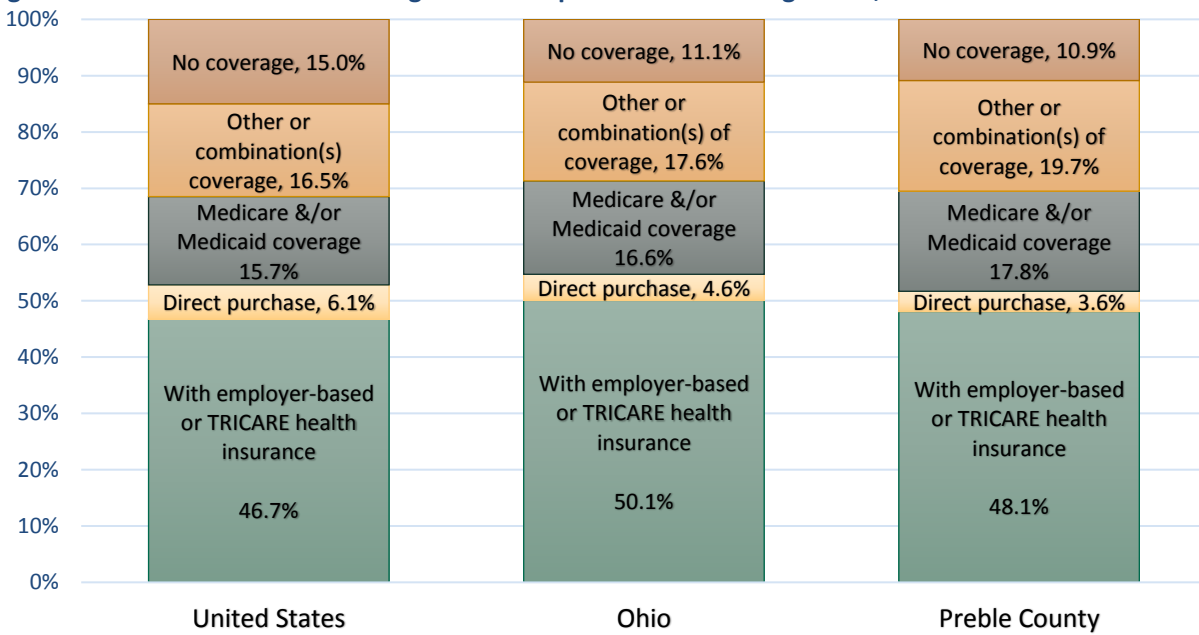 100%
90%
80%
70%
60%
50%
40%
30%
20%
10%
0%
No coverage, 15.0%
Other or
combination(s)
coverage, 16.5%
Medicare &/or
Medicaid coverage
15.7%
Direct purchase, 6.1%
With employer-based
or TRICARE health
insurance
46.7%
United States
No coverage, 11.1%
Other or
combination(s) of
coverage, 17.6%
Medicare &/or
Medicaid coverage
16.6%
Direct purchase, 4.6%
With employer-based
or TRICARE health
insurance
50.1%
Ohio
No coverage, 10.9%
Other or
combination(s) of
coverage, 19.7%
Medicare &/or
Medicaid coverage
17.8%
Direct purchase, 3.6%
With employer-based
or TRICARE health
insurance
48.1%
Preble County